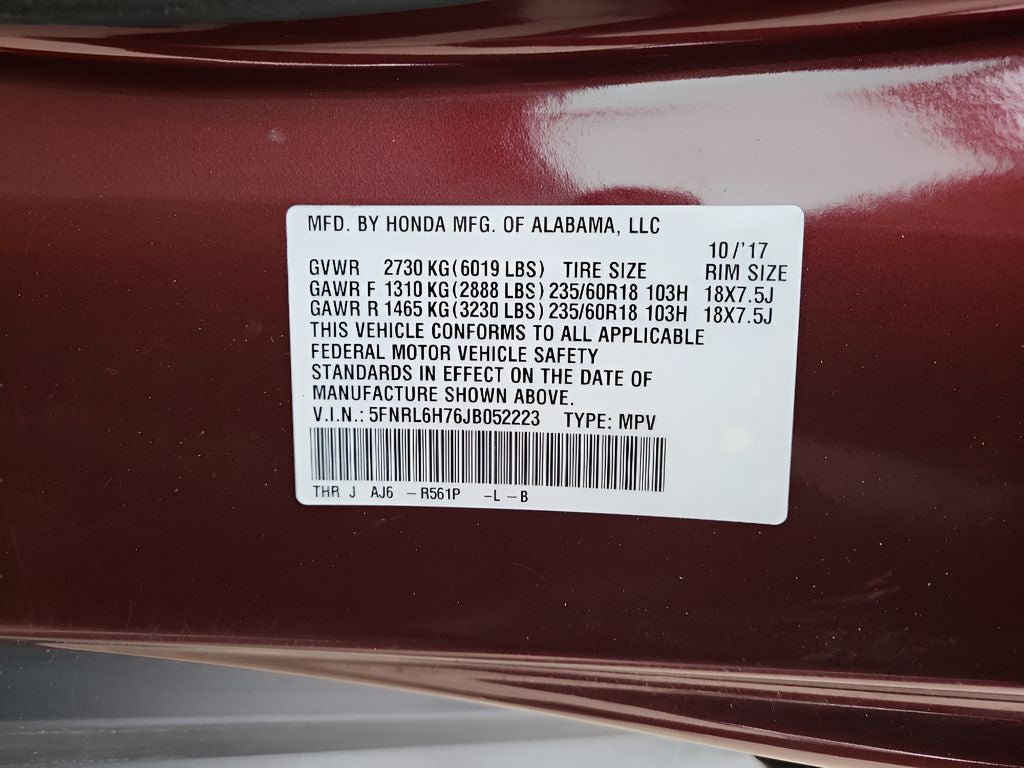 MFD. BY HONDA MFG. OF ALABAMA, LLC
10/'17
GVWR 2730 KG(6019 LBS) TIRE SIZE RIM SIZE
GAWR F 1310 KG(2888 LBS) 235/60R18 103H 18X7.5J
GAWR R 1465 KG(3230 LBS) 235/60R18 103H 18X7.5J
THIS VEHICLE CONFORMS TO ALL APPLICABLE
FEDERAL MOTOR VEHICLE SAFETY
STANDARDS IN EFFECT ON THE DATE OF
MANUFACTURE SHOWN ABOVE.
V.I.N.: 5FNRL6H76JB052223 TYPE: MPV
THR J AJ6 -R561P -L-B